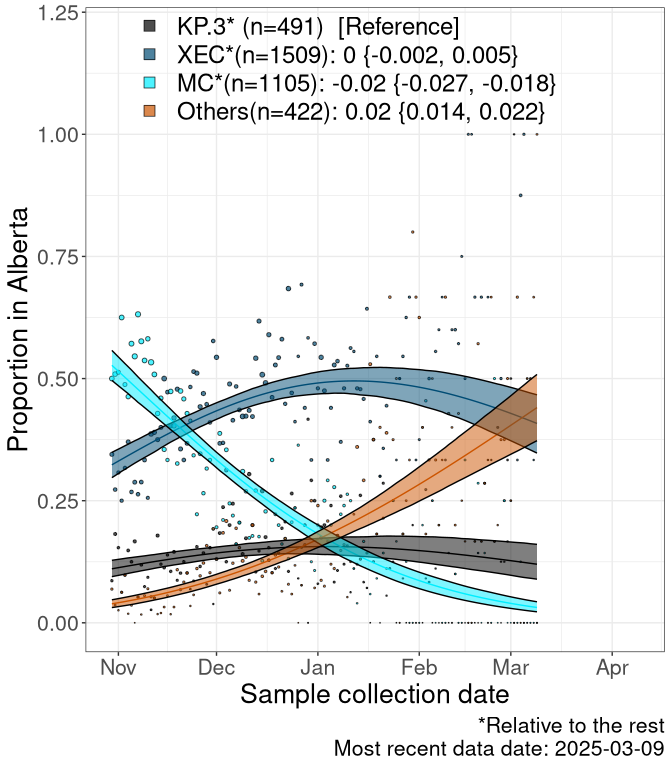 KP.3* (n=491)  [Reference]
XEC*(n=1509): 0 {-0.002, 0.005}
MC*(n=1105): -0.02 {-0.027, -0.018}
Others(n=422): 0.02 {0.014, 0.022}
1.25
1.00
0.75
0.50
0.25
0.00
Proportion in Alberta
Nov Dec Jan Feb Mar Apr
Sample collection date
*Relative to the rest
Most recent data date: 2025-03-09